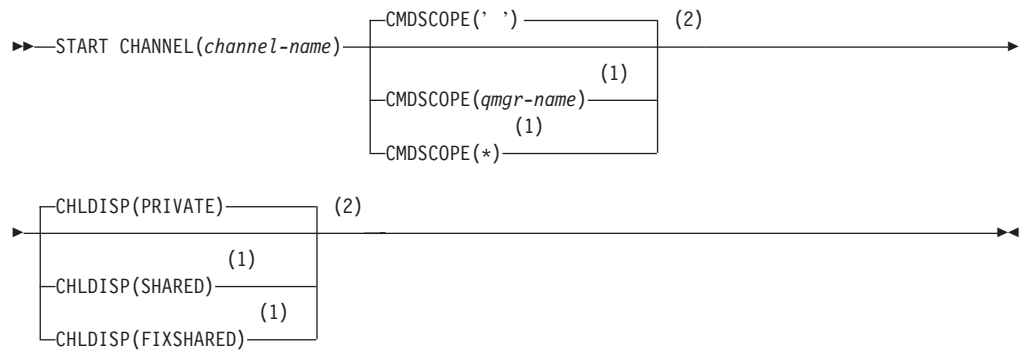 CMDSCOPE(' ') (2)
START CHANNEL(channel-name)
(1)
CMDSCOPE(qmgr-name)
(1)
CMDSCOPE(*)
CHLDISP(PRIVATE) (2)
(1)
CHLDISP(SHARED)
(1)
CHLDISP(FIXSHARED)